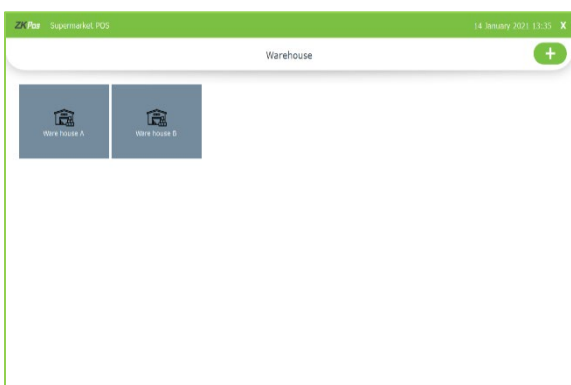 ZKPos Supermarket POS 14 January 2021 13:35 X
Warehouse
+
Ware house A
Ware house B